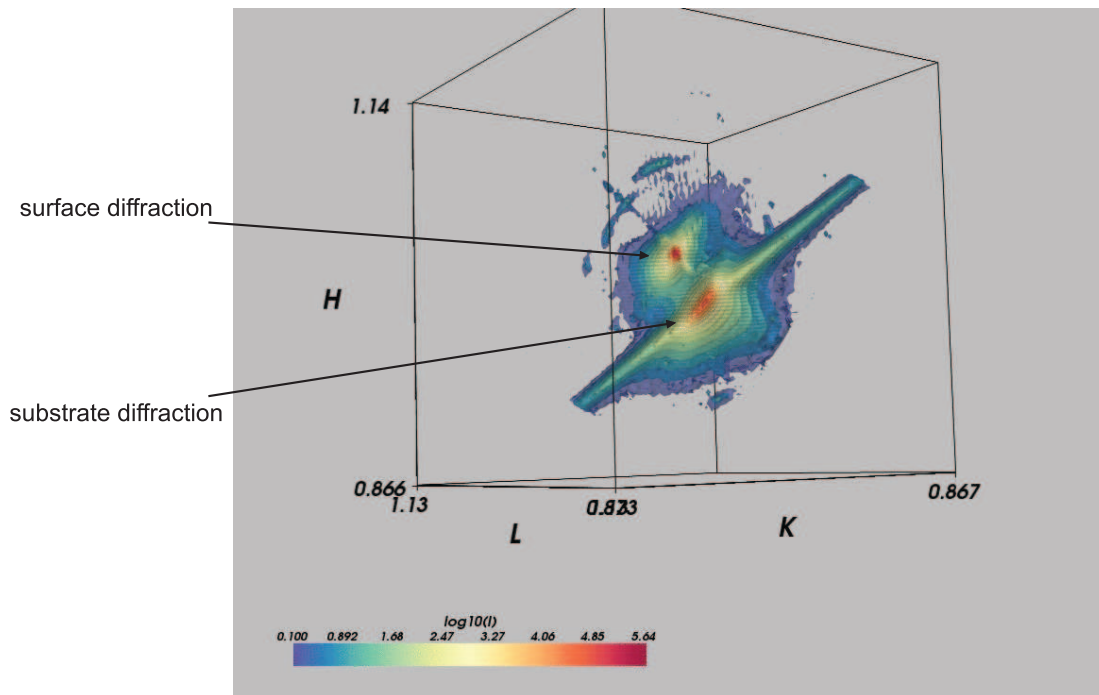 1.14
surface diffraction
H
substrate diffraction
0.866
1.13
0.867
L
K
log10(I)
0.100 0.892 1.68 2.47 3.27 4.06 4.85 5.64